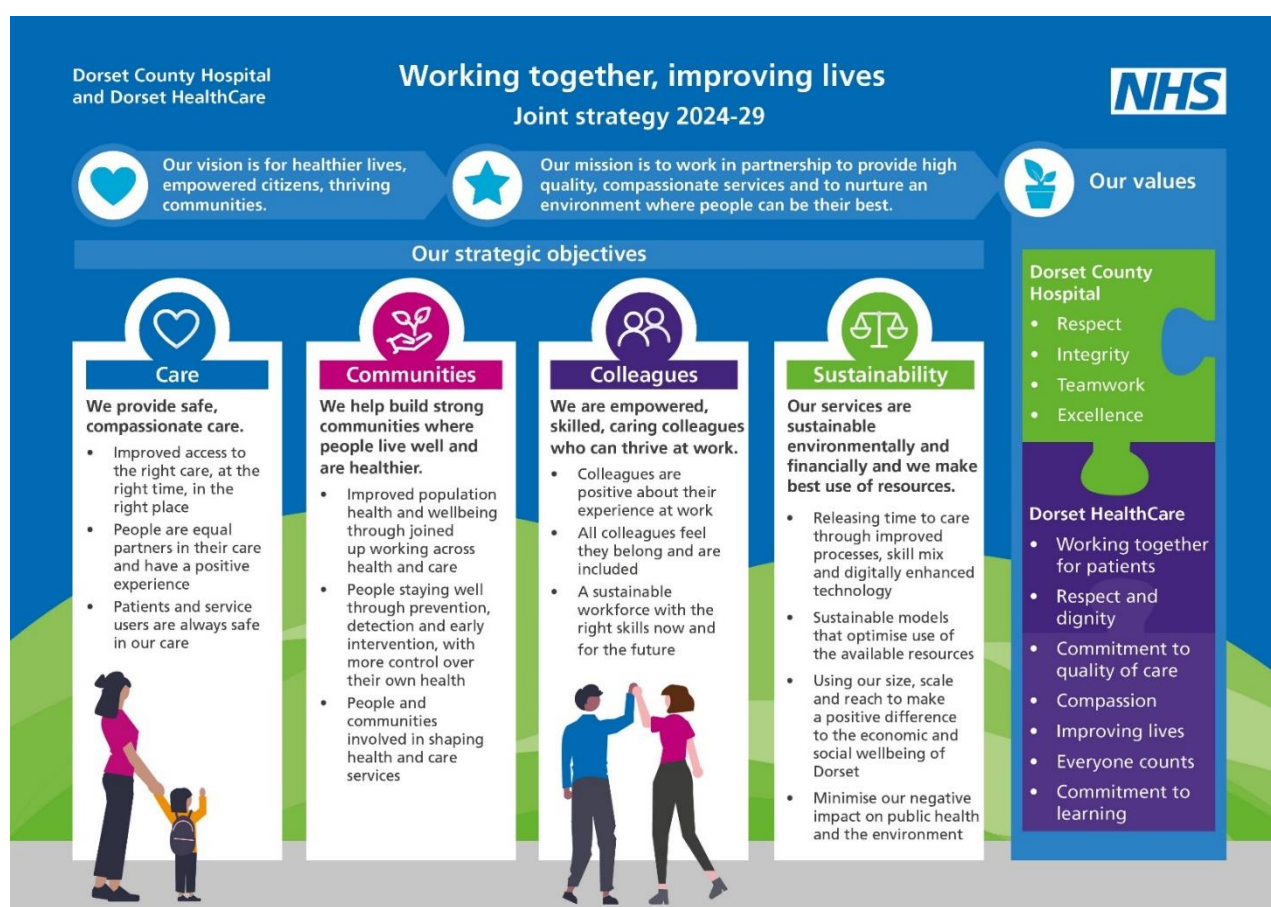 Dorset County Hospital
and Dorset HealthCare
Working together, improving lives
Joint strategy 2024-29
NHS
Our vision is for healthier lives,
empowered citizens, thriving
communities.
Our mission is to work in partnership to provide high
quality, compassionate services and to nurture an
environment where people can be their best.
Our values
Our strategic objectives
Care
We provide safe,
compassionate care.
• Improved access to
the right care, at the
right time, in the
right place
• People are equal
partners in their care
and have a positive
experience
• Patients and service
users are always safe
in our care
Communities
We help build strong
communities where
people live well and
are healthier.
• Improved population
health and wellbeing
through joined
up working across
health and care
• People staying well
through prevention,
detection and early
intervention, with
more control over
their own health
• People and
communities
involved in shaping
health and care
services
Colleagues
We are empowered,
skilled, caring colleagues
who can thrive at work.
• Colleagues are
positive about their
experience at work
• All colleagues feel
they belong and are
included
• A sustainable
workforce with the
right skills now and
for the future
Sustainability
Our services are
sustainable
environmentally and
financially and we make
best use of resources.
• Releasing time to care
through improved
processes, skill mix
and digitally enhanced
technology
• Sustainable models
that optimise use of
the available resources
• Using our size, scale
and reach to make
a positive difference
to the economic and
social wellbeing of
Dorset
• Minimise our negative
impact on public health
and the environment
Dorset County
Hospital
• Respect
• Integrity
• Teamwork
• Excellence
Dorset HealthCare
• Working together
for patients
• Respect and
dignity
• Commitment to
quality of care
• Compassion
• Improving lives
• Everyone counts
• Commitment to
learning